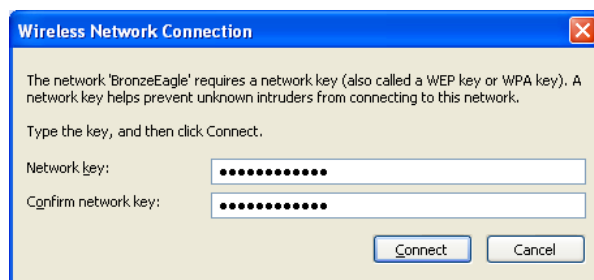 Wireless Network Connection
The network 'BronzeEagle' requires a network key (also called a WEP key or WPA key). A
network key helps prevent unknown intruders from connecting to this network.
Type the key, and then click Connect.
Network key: ●●●●●●●●●●●●
Confirm network key: ●●●●●●●●●●●●
Connect Cancel